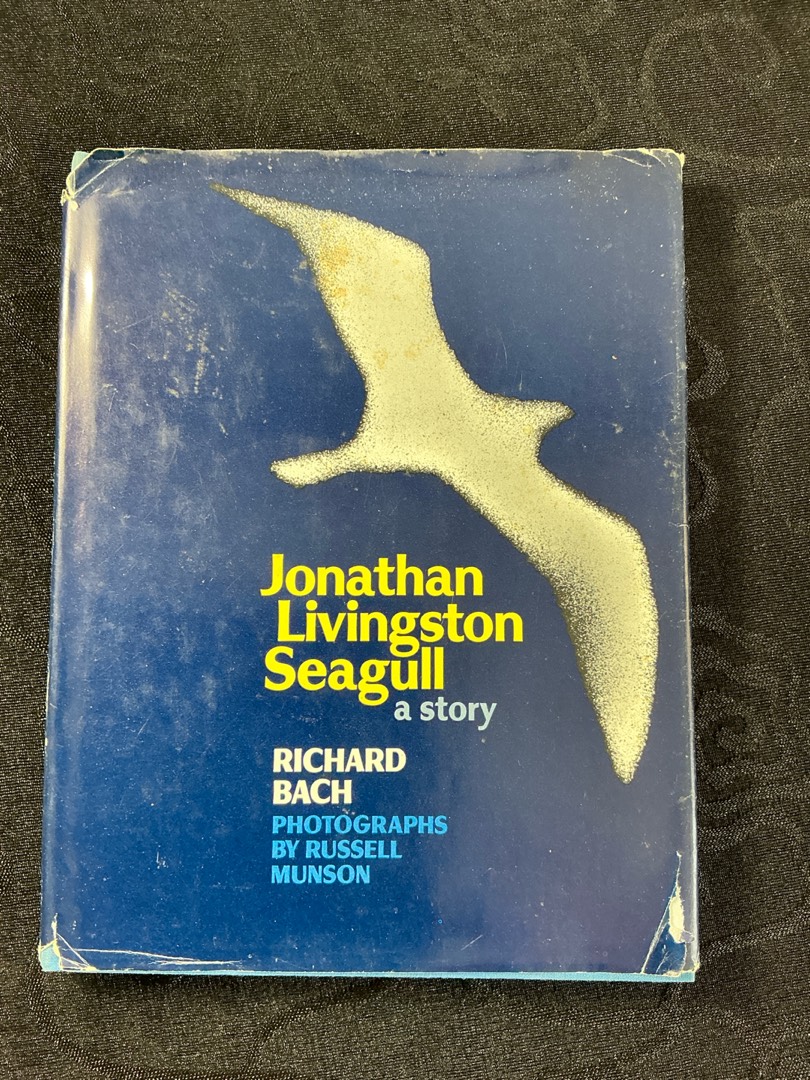 Jonathan
Livingston
Seagull
a story
RICHARD
BACH
PHOTOGRAPHS
BY RUSSELL
MUNSON